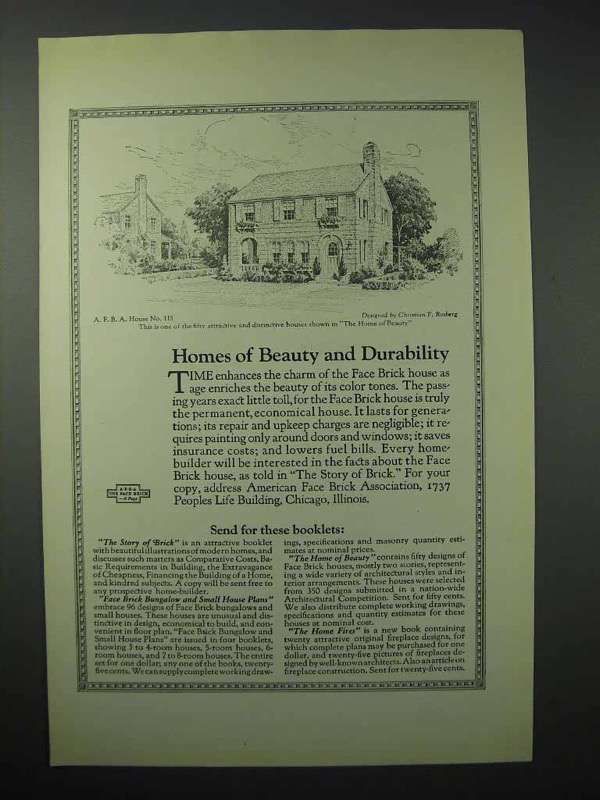 A. F. B. A. House No. 113
Designed by Christian F. Rosberg
This is one of the fifty attractive and distinctive houses shown in "The Home of Beauty"
Homes of Beauty and Durability
TIME enhances the charm of the Face Brick house as
age enriches the beauty of its color tones. The pass-
ing years exact little toll, for the Face Brick house is truly
the permanent, economical house. It lasts for genera-
tions; its repair and upkeep charges are negligible; it re-
quires painting only around doors and windows; it saves
insurance costs; and lowers fuel bills. Every home-
builder will be interested in the facts about the Face
Brick house, as told in "The Story of Brick." For your
copy, address American Face Brick Association, 1737
Peoples Life Building, Chicago, Illinois.
A·F·B·A
USE FACE BRICK
—it Pays
Send for these booklets:
"The Story of Brick" is an attractive booklet
with beautiful illustrations of modern homes, and
discusses such matters as Comparative Costs, Ba-
sic Requirements in Building, the Extravagance
of Cheapness, Financing the Building of a Home,
and kindred subjects. A copy will be sent free to
any prospective home-builder.
"Face Brick Bungalow and Small House Plans"
embrace 96 designs of Face Brick bungalows and
small houses. These houses are unusual and dis-
tinctive in design, economical to build, and con-
venient in floor plan. "Face Brick Bungalow and
Small House Plans" are issued in four booklets,
showing 3 to 4-room houses, 5-room houses, 6-
room houses, and 7 to 8-room houses. The entire
set for one dollar; any one of the books, twenty-
five cents. We can supply complete working draw-
ings, specifications and masonry quantity esti-
mates at nominal prices.
"The Home of Beauty" contains fifty designs of
Face Brick houses, mostly two stories, represent-
ing a wide variety of architectural styles and in-
terior arrangements. These houses were selected
from 350 designs submitted in a nation-wide
Architectural Competition. Sent for fifty cents.
We also distribute complete working drawings,
specifications and quantity estimates for these
houses at nominal cost.
"The Home Fires" is a new book containing
twenty attractive original fireplace designs, for
which complete plans may be purchased for one
dollar, and twenty-five pictures of fireplaces de-
signed by well-known architects. Also an article on
fireplace construction. Sent for twenty-five cents.